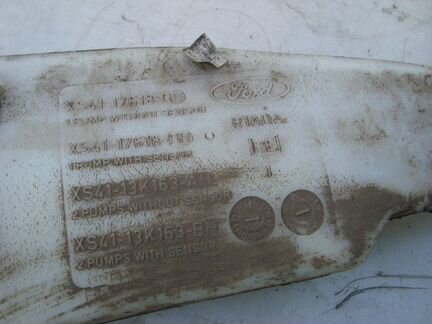 XS41-17618-
1 PUMP WITHOUT SENSOR
Ford
XS41-17618-
1 PUMP WITH SENSOR
XS41-13K163-A
2 PUMPS WITHOUT SENSOR
XS41-13K163-B
2 PUMPS WITH SENSOR